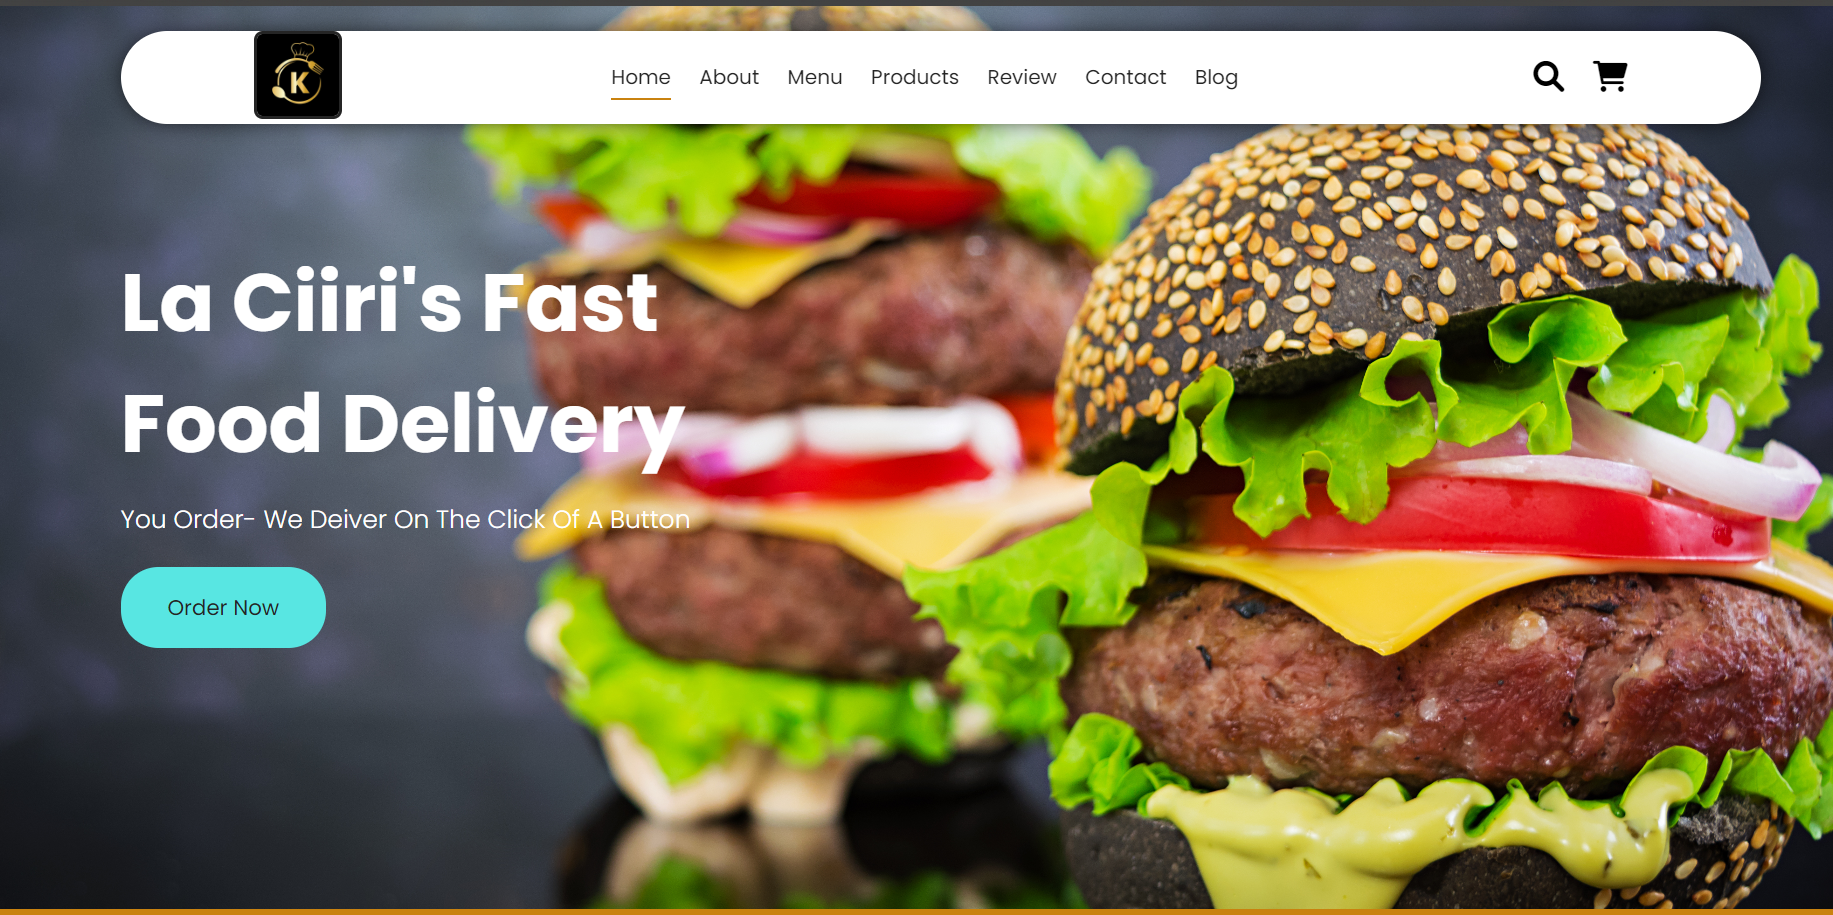 K
Home About Menu Products Review Contact Blog
La Ciiri's Fast
Food Delivery
You Order- We Deiver On The Click Of A Button
Order Now